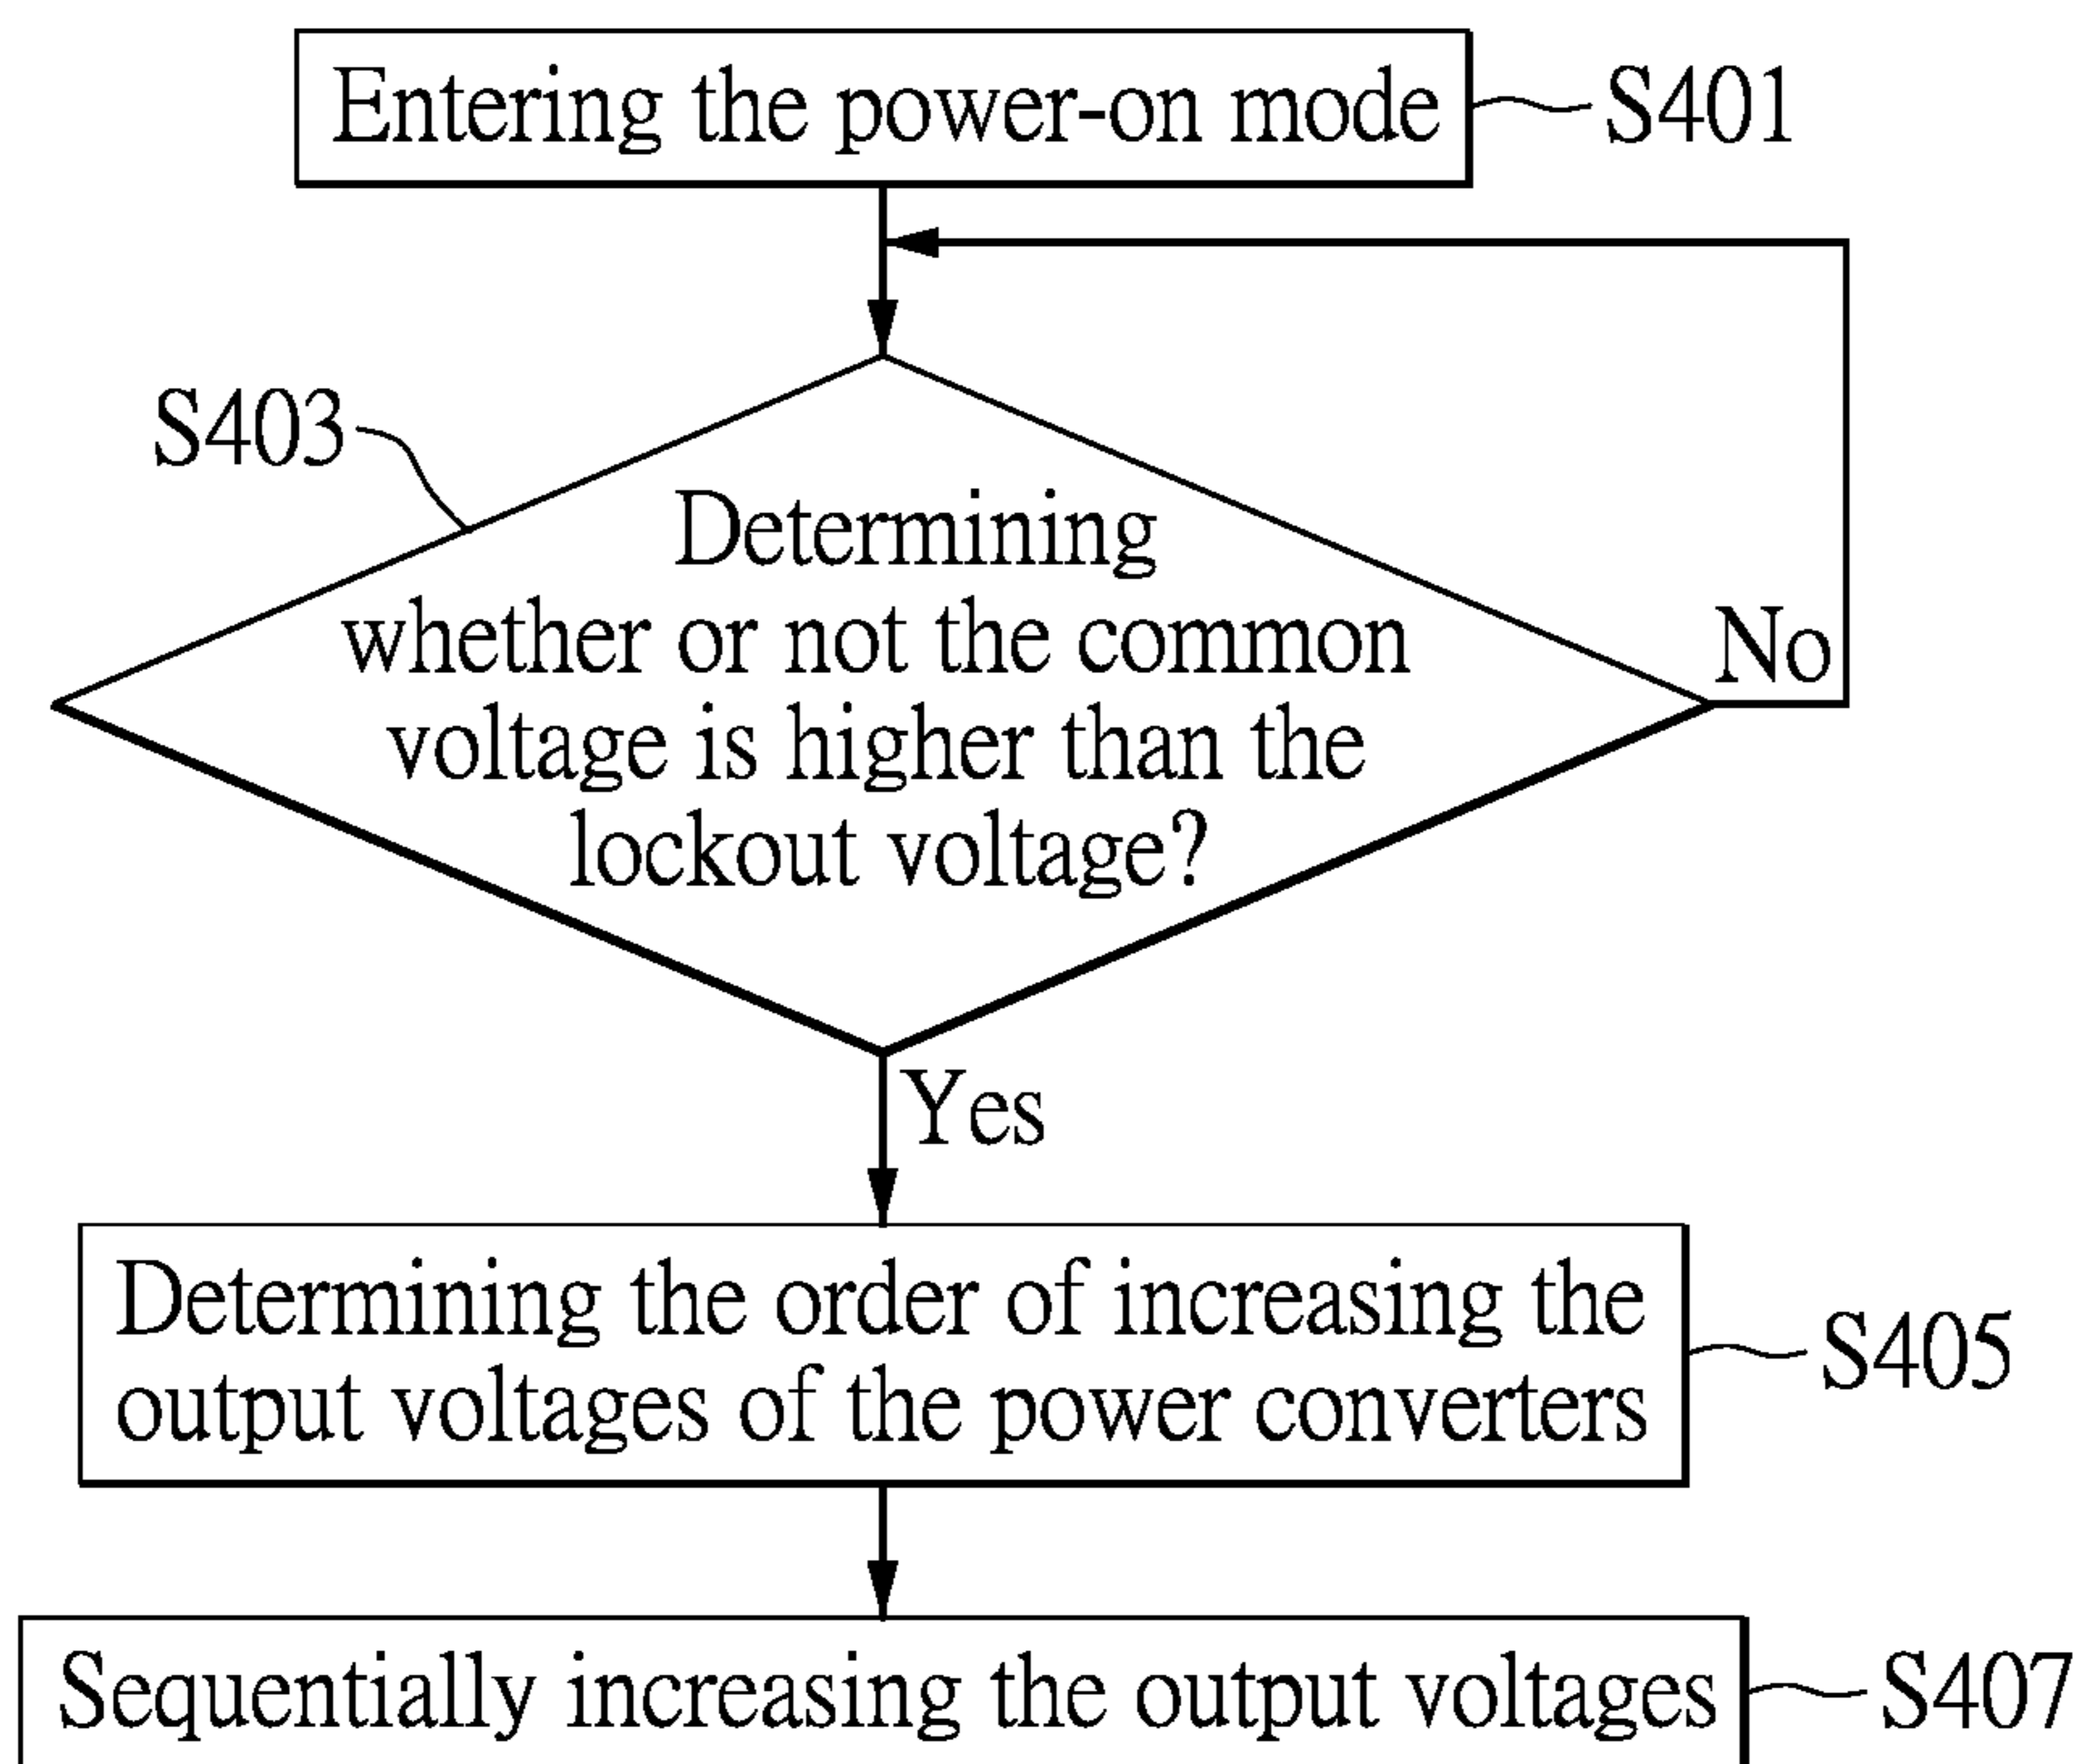 Entering the power-on mode
S401
S403
Determining
whether or not the common
voltage is higher than the
lockout voltage?
No
Yes
Determining the order of increasing the
output voltages of the power converters
S405
Sequentially increasing the output voltages
S407